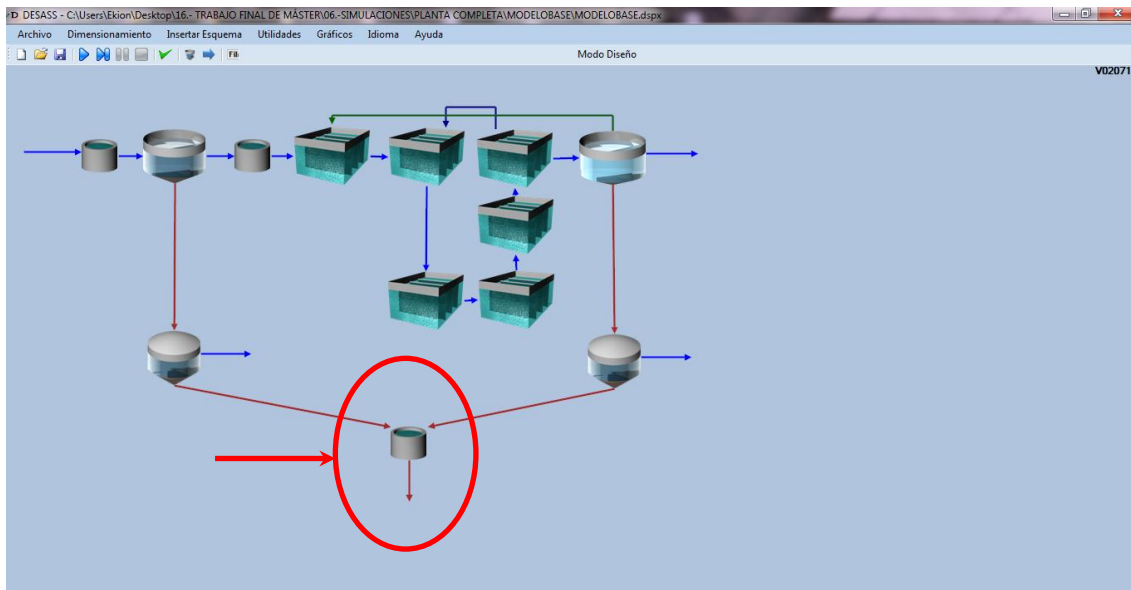 DESASS - C:\Users\Ekion\Desktop\16.- TRABAJO FINAL DE MÁSTER\06.-SIMULACIONES\PLANTA COMPLETA\MODELOBASE\MODELOBASE.dspx
Archivo Dimensionamiento Insertar Esquema Utilidades Gráficos Idioma Ayuda
Modo Diseño
V02071